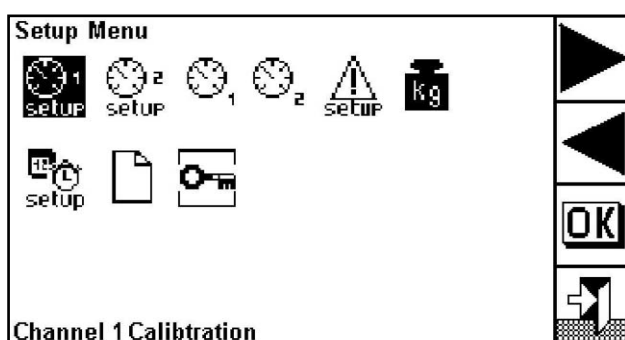 Setup Menu
1 2 1 2
setup setup setup Kg
setup
OK
Channel 1 Calibtration